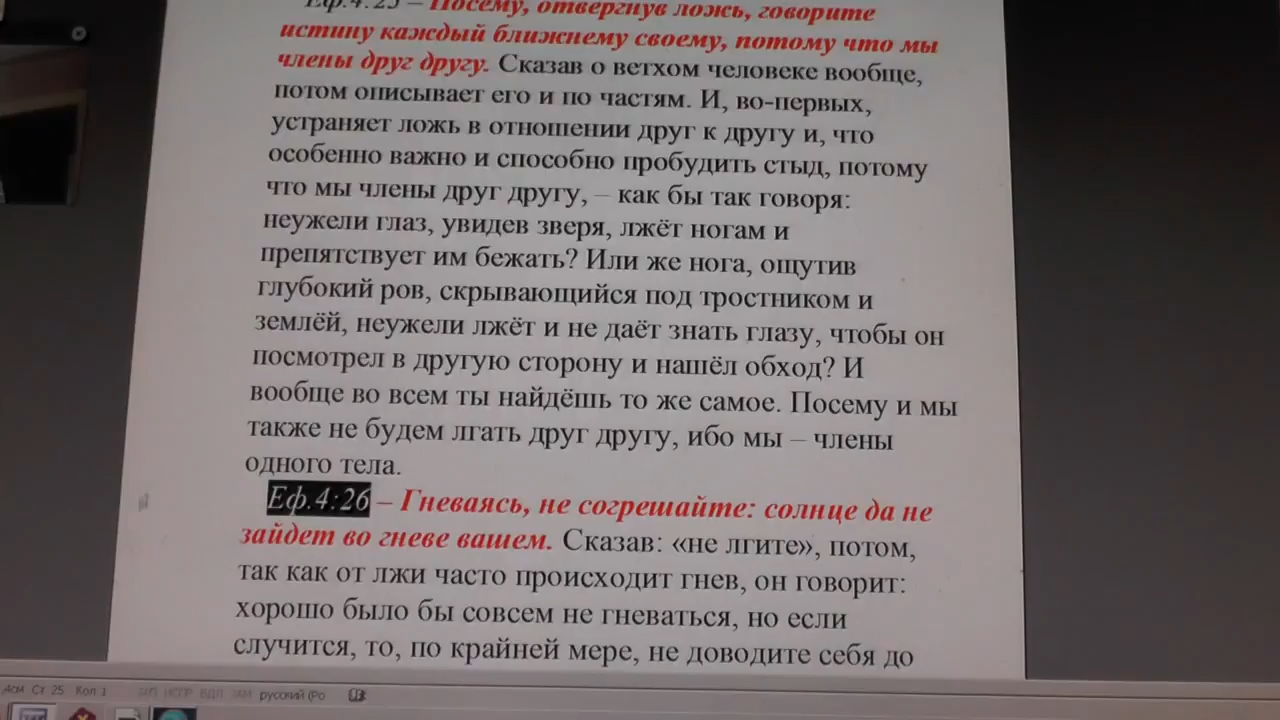 Еф.4:25 – Посему, отвергнув ложь, говорите
истину каждый ближнему своему, потому что мы
члены друг другу. Сказав о ветхом человеке вообще,
потом описывает его и по частям. И, во-первых,
устраняет ложь в отношении друг к другу и, что
особенно важно и способно пробудить стыд, потому
что мы члены друг другу, – как бы так говоря:
неужели глаз, увидев зверя, лжёт ногам и
препятствует им бежать? Или же нога, ощутив
глубокий ров, скрывающийся под тростником и
землёй, неужели лжёт и не даёт знать глазу, чтобы он
посмотрел в другую сторону и нашёл обход? И
вообще во всем ты найдёшь то же самое. Посему и мы
также не будем лгать друг другу, ибо мы – члены
одного тела.
Еф.4:26 – Гневаясь, не согрешайте: солнце да не
зайдет во гневе вашем. Сказав: «не лгите», потом,
так как от лжи часто происходит гнев, он говорит:
хорошо было бы совсем не гневаться, но если
случится, то, по крайней мере, не доводите себя до
Ст 25 Кол 1 ЗАП ИСПР ВДЛ ЗАМ русский (Ро